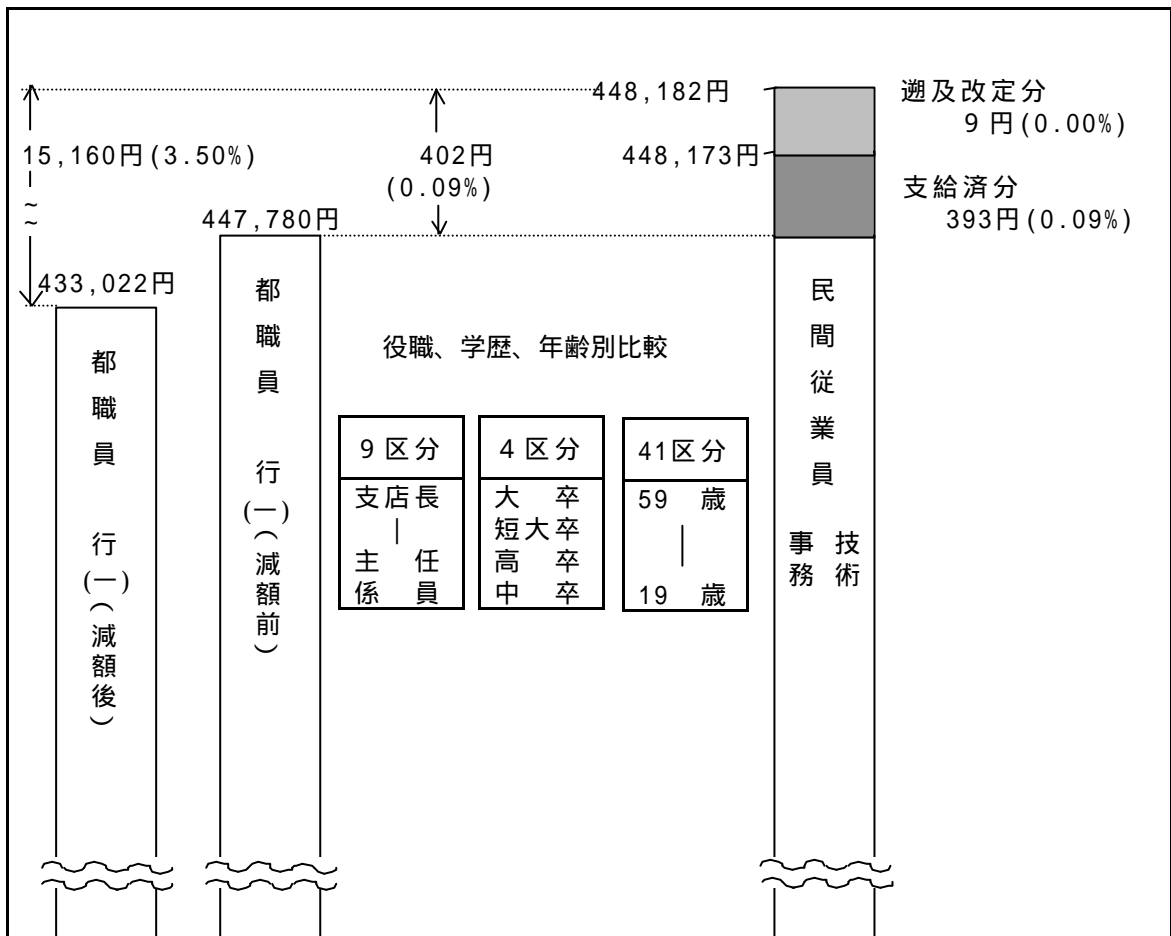 448,182円
遡及改定分
9円(0.00%)
15,160円(3.50%)
402円
(0.09%)
448,173円
支給済分
393円(0.09%)
447,780円
433,022円
都職員 行(一)(減額後)
都職員 行(一)(減額前)
役職、学歴、年齢別比較
9区分
支店長
|
主任
係員
4区分
大卒
短大卒
高卒
中卒
41区分
59歳
|
19歳
民間従業員
事務
技術